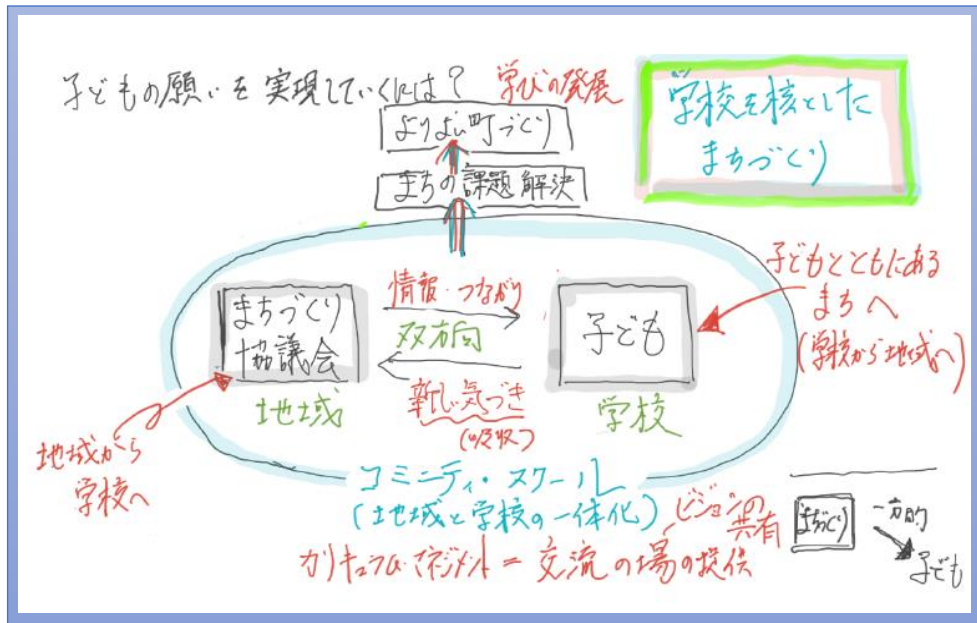 子どもの願いを実現していくには?
学びの発展
よりよい町づくり
まちの課題解決
学校を核とした
まちづくり
まちづくり
協議会
地域
情報・つながり
双方向
新しい気づき
(吸収)
子ども
学校
子どもとともにある
まちへ
(学校から地域へ)
地域から
学校へ
コミニティ・スクール
(地域と学校の一体化)
ビジョンの
共有
カリキュラム・マネジメント = 交流の場の提供
まちづくり
一方的
子ども